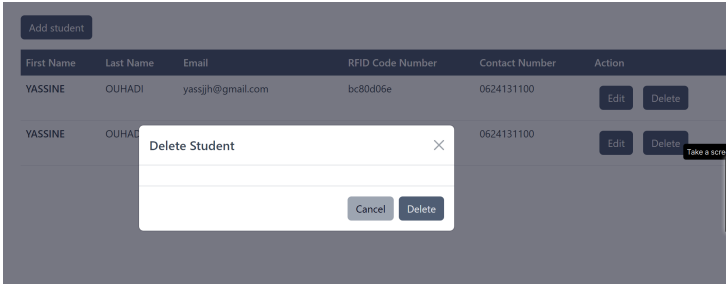 Add student
First Name Last Name Email RFID Code Number Contact Number Action
YASSINE OUHADI yassjjh@gmail.com bc80d06e 0624131100 Edit Delete
YASSINE OUHAD 0624131100 Edit Delete
Take a scre
Delete Student
Cancel Delete